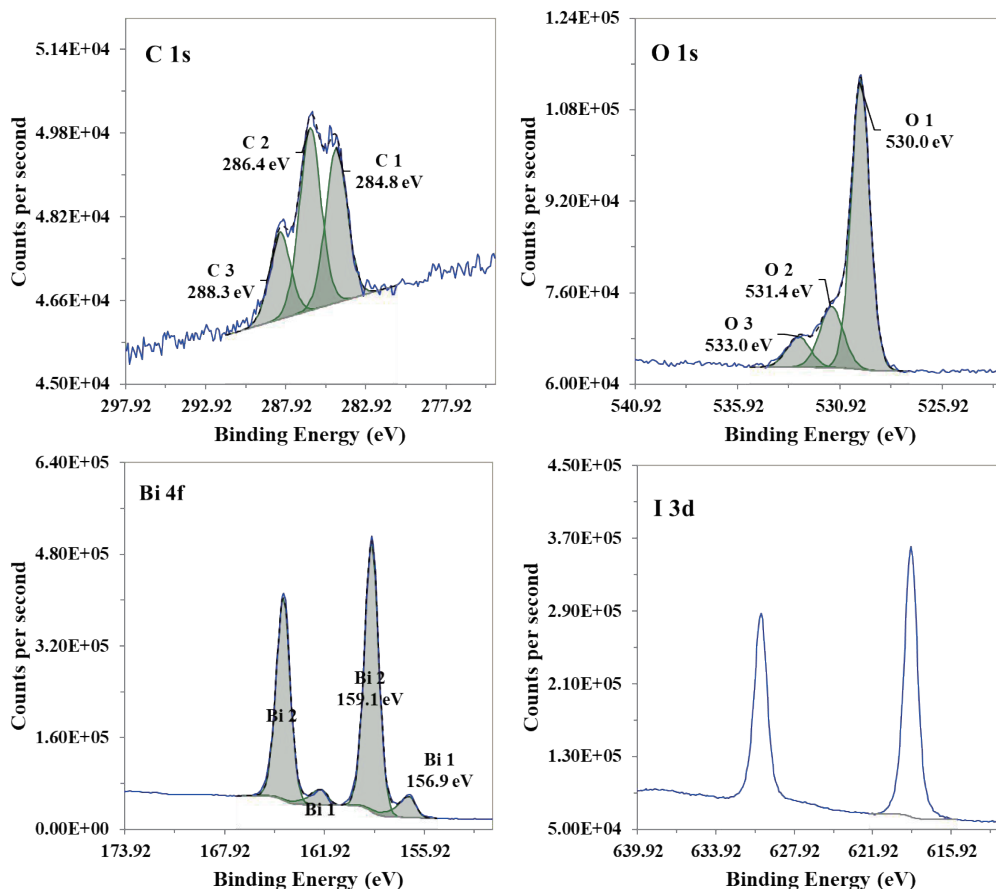 C 1s
Counts per second
5.14E+04
4.98E+04
4.82E+04
4.66E+04
4.50E+04
C 2
286.4 eV
C 1
284.8 eV
C 3
288.3 eV
297.92 292.92 287.92 282.92 277.92
Binding Energy (eV)
O 1s
Counts per second
1.24E+05
1.08E+05
9.20E+04
7.60E+04
6.00E+04
O 1
530.0 eV
O 2
531.4 eV
O 3
533.0 eV
540.92 535.92 530.92 525.92
Binding Energy (eV)
Bi 4f
Counts per second
6.40E+05
4.80E+05
3.20E+05
1.60E+05
0.00E+00
Bi 2
Bi 2
159.1 eV
Bi 1
Bi 1
156.9 eV
173.92 167.92 161.92 155.92
Binding Energy (eV)
I 3d
Counts per second
4.50E+05
3.70E+05
2.90E+05
2.10E+05
1.30E+05
5.00E+04
639.92 633.92 627.92 621.92 615.92
Binding Energy (eV)